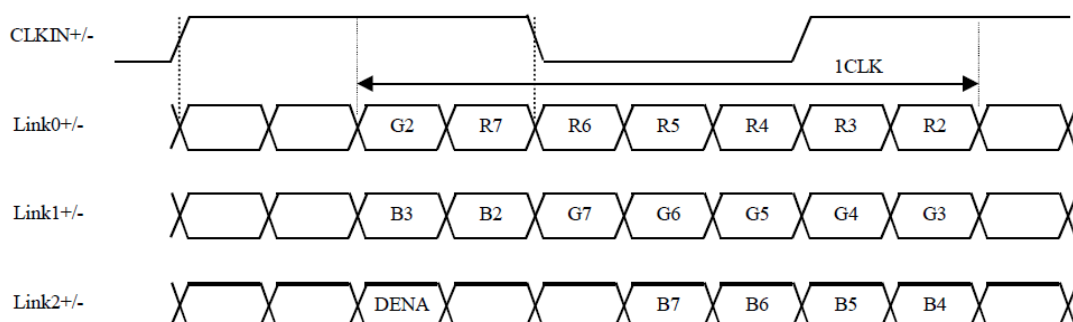 CLKIN+/-
1CLK
Link0+/- G2 R7 R6 R5 R4 R3 R2
Link1+/- B3 B2 G7 G6 G5 G4 G3
Link2+/- DENA B7 B6 B5 B4